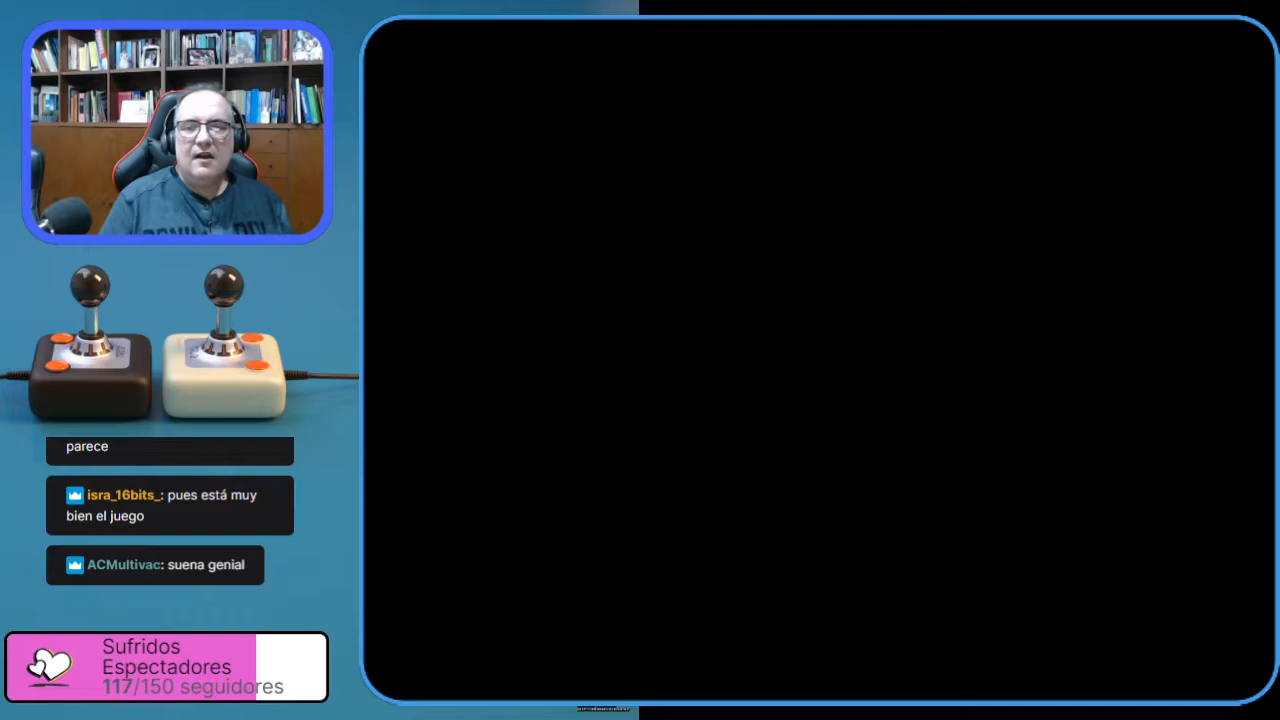 parece
isra_16bits_: pues está muy
bien el juego
ACMultivac: suena genial
Sufridos
Espectadores
117/150 seguidores